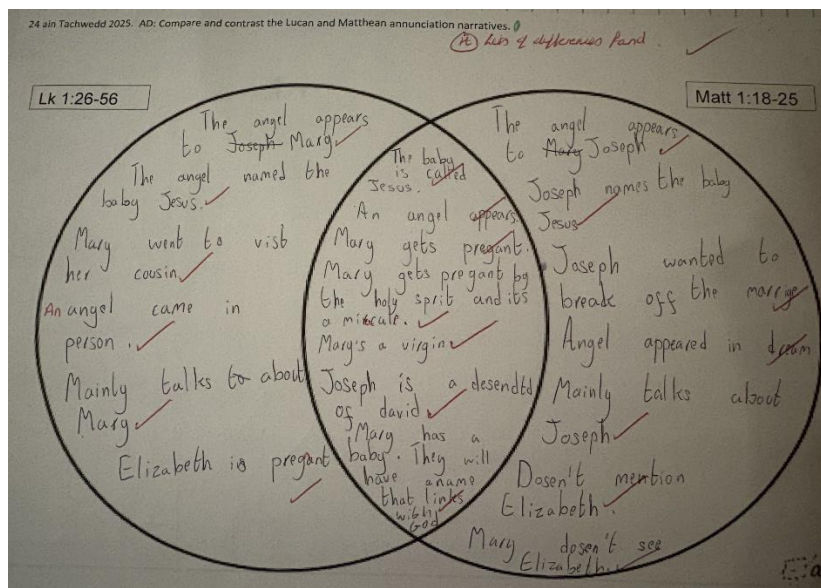 24 ain Tachwedd 2025. AD: Compare and contrast the Lucan and Matthean annunciation narratives.
of differences
Lk 1:26-56
The angel appears
to Joseph Mary
The angel named the
baby Jesus.
Mary went to visit
her cousin
An angel came in
person.
Mainly talks to about
Mary
Elizabeth is pregant
The baby
is called
Jesus.
An angel appears.
Mary gets pregant.
Mary gets pregant by
the holy sprit and its
a
Mary's a virgin
Joseph is a
of david
Mary has a
baby. They will
have a name
that links
with
God
Matt 1:18-25
The angel appears
to Mary Joseph
Joseph names the baby
Jesus
Joseph wanted to
break off the marrige
Angel appeared in dream
Mainly talks about
Joseph
Dosen't mention
Elizabeth.
Mary dosen't see
Elizabeth.